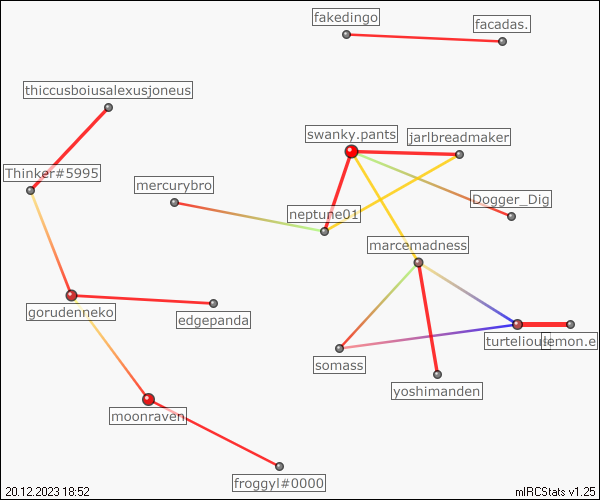 fakedingo
facadas.
thiccusboiusalexusjoneus
swanky.pants
jarlbreadmaker
Thinker#5995
mercurybro
Dogger_Dig
neptune01
marcemadness
gorudenneko
edgepanda
lemon.e
somass
yoshimanden
moonraven
froggyl#0000
20.12.2023 18:52
mIRCStats v1.25